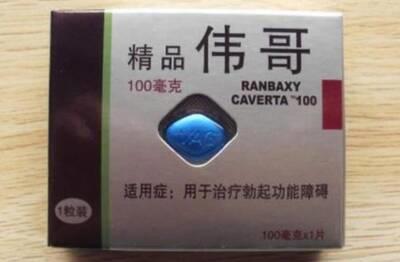 精品 伟哥
100毫克
RANBAXY
CAVERTA™100
适用症：用于治疗勃起功能障碍
1粒装
100毫克x1片